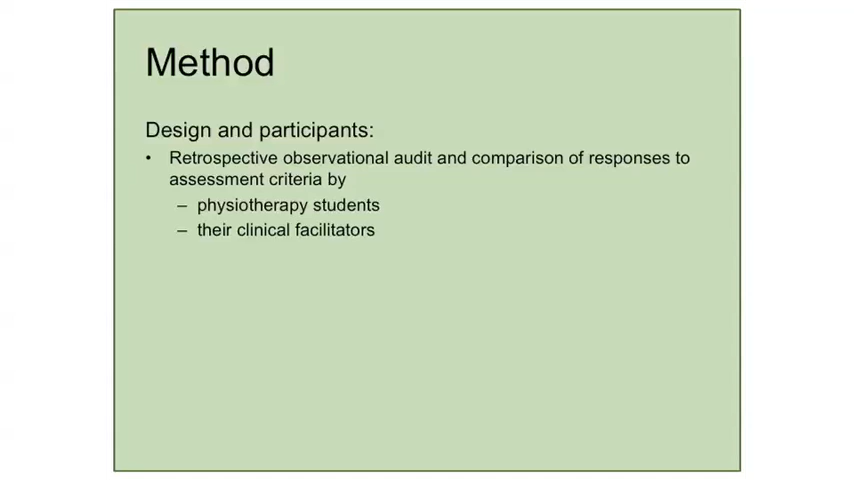 Method
Design and participants:
• Retrospective observational audit and comparison of responses to
assessment criteria by
– physiotherapy students
– their clinical facilitators